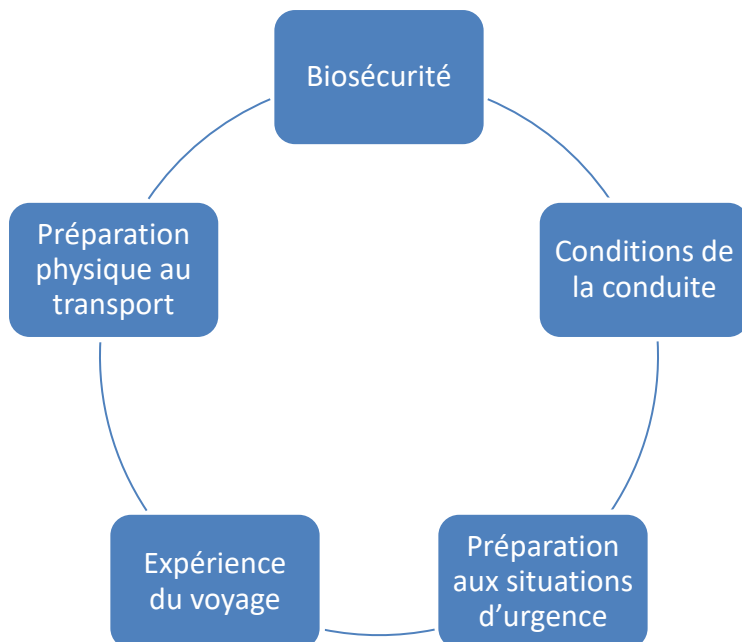 Biosécurité
Préparation
physique au
transport
Conditions de
la conduite
Expérience
du voyage
Préparation
aux situations
d’urgence